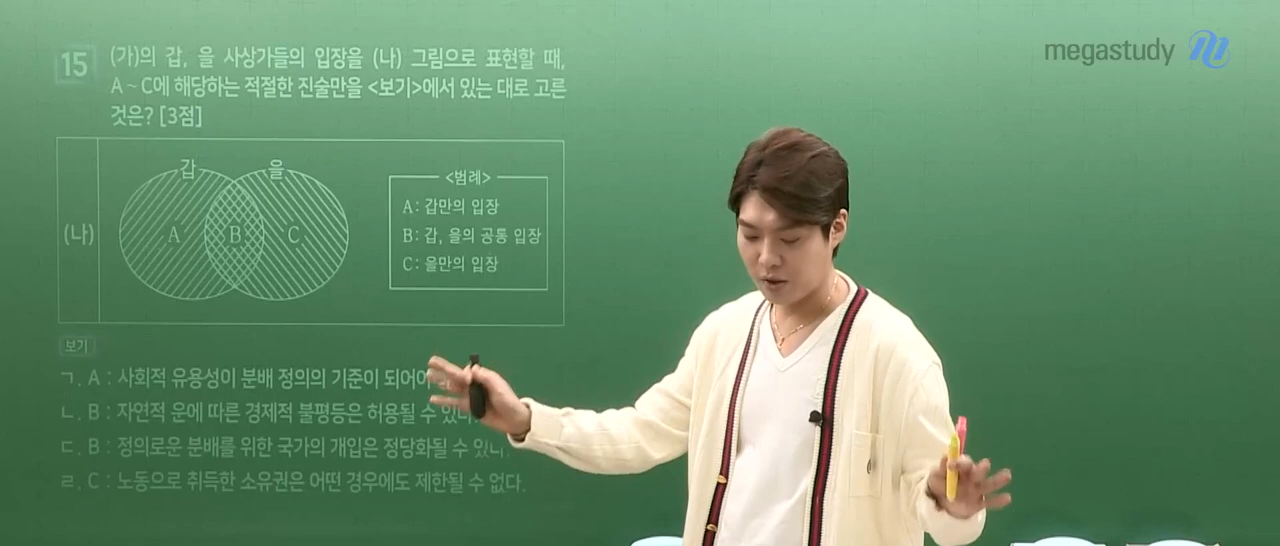 megastudy
15
(가)의 갑, 을 사상가들의 입장을 (나) 그림으로 표현할 때,
A~C에 해당하는 적절한 진술만을 <보기>에서 있는 대로 고른
것은? [3점]
(나)
갑 을
A B C
<범례>
A: 갑만의 입장
B: 갑, 을의 공통 입장
C: 을만의 입장
보기
ㄱ. A : 사회적 유용성이 분배 정의의 기준이 되어야
ㄴ. B : 자연적 운에 따른 경제적 불평등은 허용될 수 있다.
ㄷ. B : 정의로운 분배를 위한 국가의 개입은 정당화될 수 있다.
ㄹ. C : 노동으로 취득한 소유권은 어떤 경우에도 제한될 수 없다.